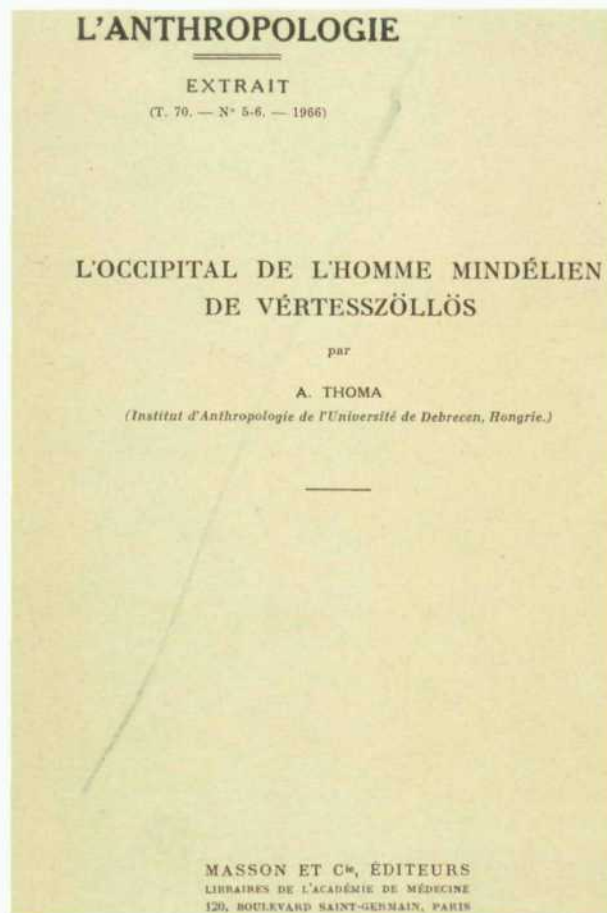 L'ANTHROPOLOGIE
EXTRAIT
(T. 70. — N° 5-6. — 1966)
L'OCCIPITAL DE L'HOMME MINDÉLIEN
DE VÉRTESSZÖLLÖS
par
A. THOMA
(Institut d'Anthropologie de l'Université de Debrecen, Hongrie.)
MASSON ET Cie, ÉDITEURS
LIBRAIRES DE L'ACADÉMIE DE MÉDECINE
120, BOULEVARD SAINT-GERMAIN, PARIS